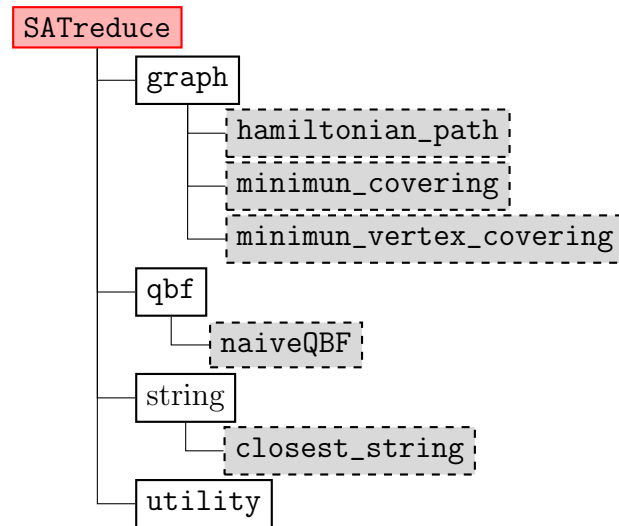 SATreduce
graph
hamiltonian_path
minimun_covering
minimun_vertex_covering
qbf
naiveQBF
string
closest_string
utility